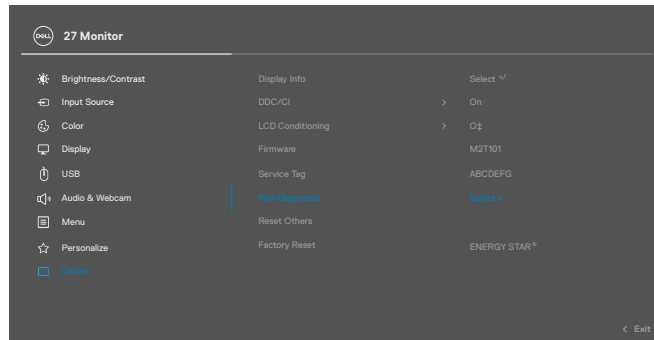 DELL 27 Monitor
Brightness/Contrast Display Info Select √
Input Source DDC/CI > On
Color LCD Conditioning > O‡
Display Firmware M2T101
USB Service Tag ABCDEFG
Audio & Webcam Self-Diagnostic Select √
Menu Reset Others
Personalize Factory Reset ENERGY STAR®
Others
< Exit